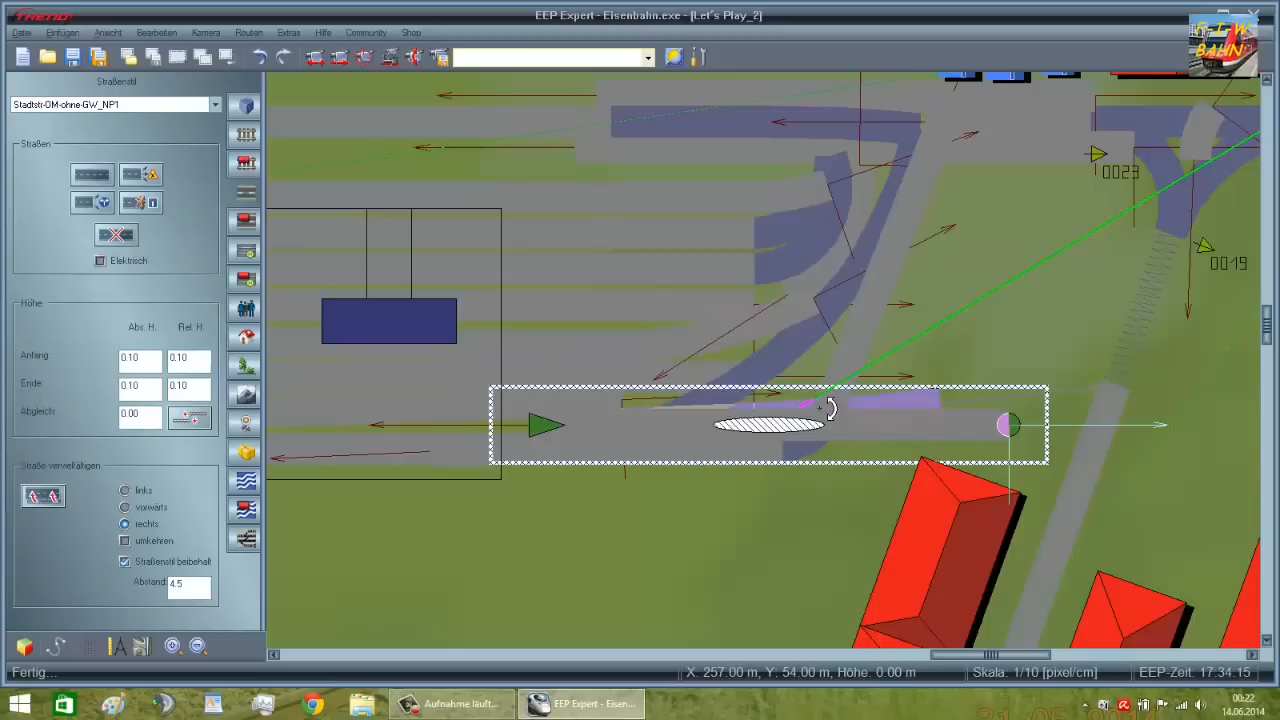 TREND
EEP Expert - Eisenbahn.exe - [Let's Play_2]
F-I-W
BAHN
Datei Einfügen Ansicht Bearbeiten Kamera Routen Extras Hilfe Community Shop
Straßenstil
Stadtstr-OM-ohne-GW_NP1
Straßen
Elektrisch
Höhe:
Abs. H. Rel. H.
Anfang: 0.10 0.10
Ende: 0.10 0.10
Abgleich: 0.00
Straße vervielfältigen
links
vorwärts
rechts
umkehren
Straßenstil beibehalt
Abstand: 4.5
0023
0019
Fertig...
X: 257.00 m, Y: 54.00 m, Höhe: 0.00 m
Skala: 1/10 [pixel/cm]
EEP-Zeit: 17:34.15
Aufnahme läuft...
EEP Expert - Eisen...
00:22
14.06.2014